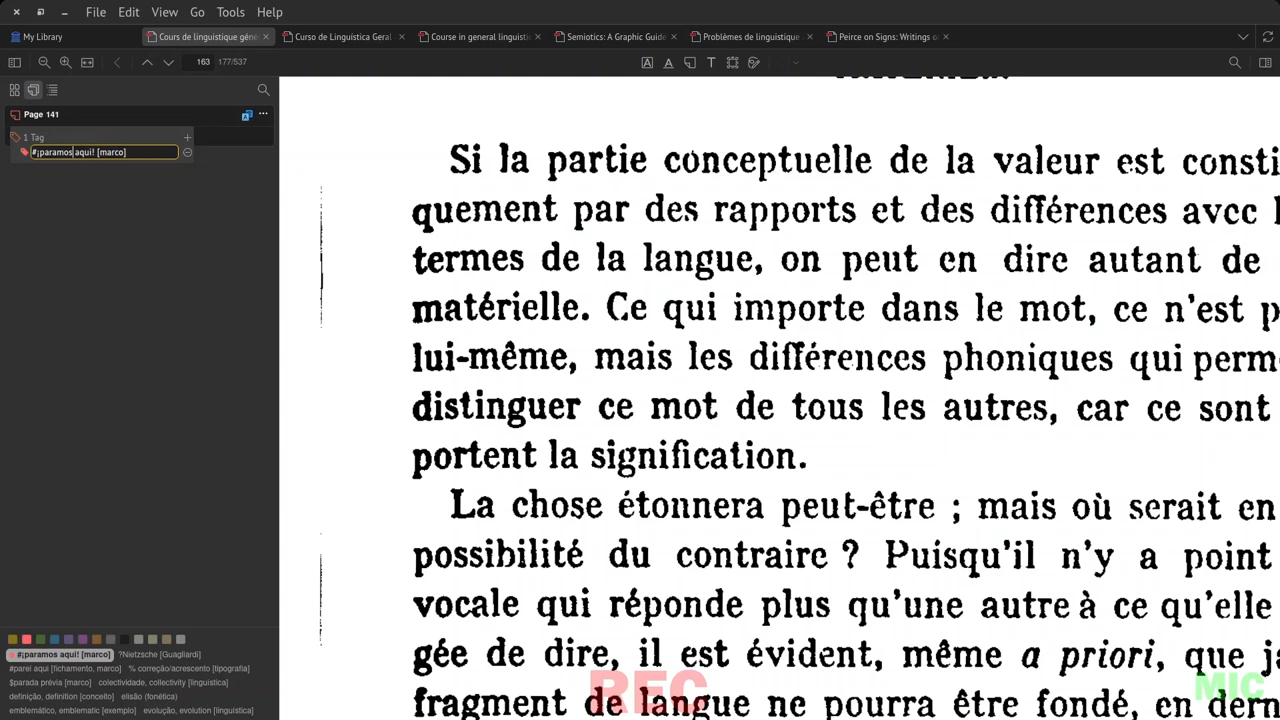 File Edit View Go Tools Help
My Library Cours de linguistique géné Curso de Linguística Geral Course in general linguisti Semiotics: A Graphic Guide Problèmes de linguistique Peirce on Signs: Writings o
163 177/537
Page 141
1 Tag
#¡paramos aqui! [marco]
Si la partie conceptuelle de la valeur est consti
quement par des rapports et des différences avec l
termes de la langue, on peut en dire autant de
matérielle. Ce qui importe dans le mot, ce n'est p
lui-même, mais les différences phoniques qui perm
distinguer ce mot de tous les autres, car ce sont
portent la signification.
La chose étonnera peut-être ; mais où serait en
possibilité du contraire ? Puisqu'il n'y a point
vocale qui réponde plus qu'une autre à ce qu'elle
gée de dire, il est évident, même a priori, que ja
fragment de langue ne pourra être fondé, en dern
#¡paramos aqui! [marco] ?Nietzsche [Guagliardi]
#parei aqui [fichamento, marco] % correção/acrescento [tipografia]
$parada prévia [marco] colectividade, collectivity [linguística]
definição, definition [conceito] elisão (fonética)
emblemático, emblematic [exemplo] evolução, evolution [linguística]
REC
MIC